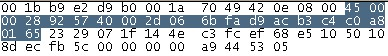 00 1b b9 e2 d9 b0 00 1a 70 49 42 0e 08 00 45 00
00 28 92 57 40 00 2d 06 6b fa d9 ac b3 c4 c0 a8
01 65 23 29 07 1f 14 4e c3 fc ef 68 e5 10 50 10
8d ec fb 5c 00 00 00 00 a9 44 53 05